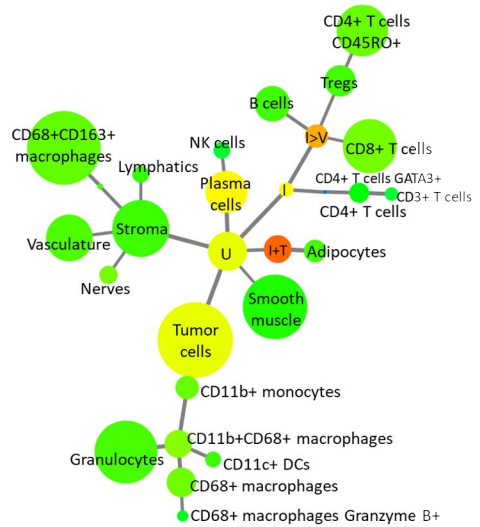 CD4+ T cells
CD45RO+
Tregs
B cells
I>V
CD8+ T cells
CD68+CD163+
macrophages
NK cells
Lymphatics
Plasma
cells
I
CD4+ T cells GATA3+
CD3+ T cells
CD4+ T cells
Stroma
Vasculature
U
I+T
Adipocytes
Nerves
Smooth
muscle
Tumor
cells
CD11b+ monocytes
CD11b+CD68+ macrophages
Granulocytes
CD11c+ DCs
CD68+ macrophages
CD68+ macrophages Granzyme B+